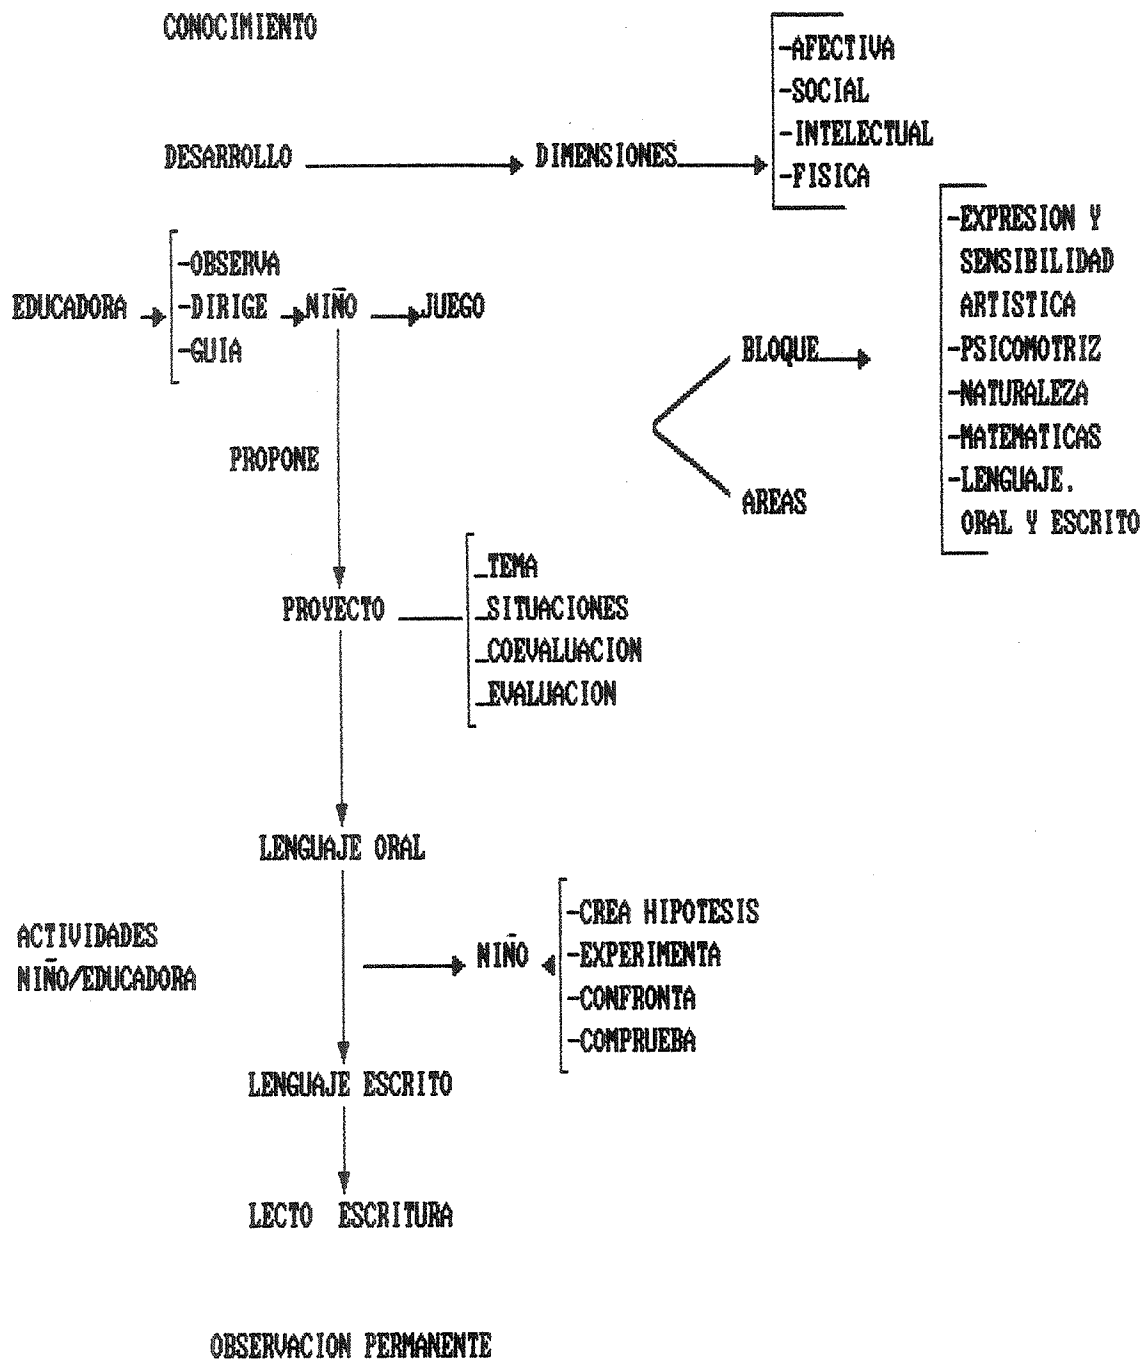 CONOCIMIENTO
-AFECTIVA
-SOCIAL
-INTELECTUAL
-FISICA
DESARROLLO
DIMENSIONES
EDUCADORA
-OBSERVA
-DIRIGE
-GUIA
NIÑO
JUEGO
BLOQUE
AREAS
-EXPRESION Y
SENSIBILIDAD
ARTISTICA
-PSICOMOTRIZ
-NATURALEZA
-MATEMATICAS
-LENGUAJE.
ORAL Y ESCRITO
PROPONE
PROYECTO
_TEMA
_SITUACIONES
_COEVALUACION
_EVALUACION
LENGUAJE ORAL
ACTIVIDADES
NIÑO/EDUCADORA
NIÑO
-CREA HIPOTESIS
-EXPERIMENTA
-CONFRONTA
-COMPRUEBA
LENGUAJE ESCRITO
LECTO ESCRITURA
OBSERVACION PERMANENTE